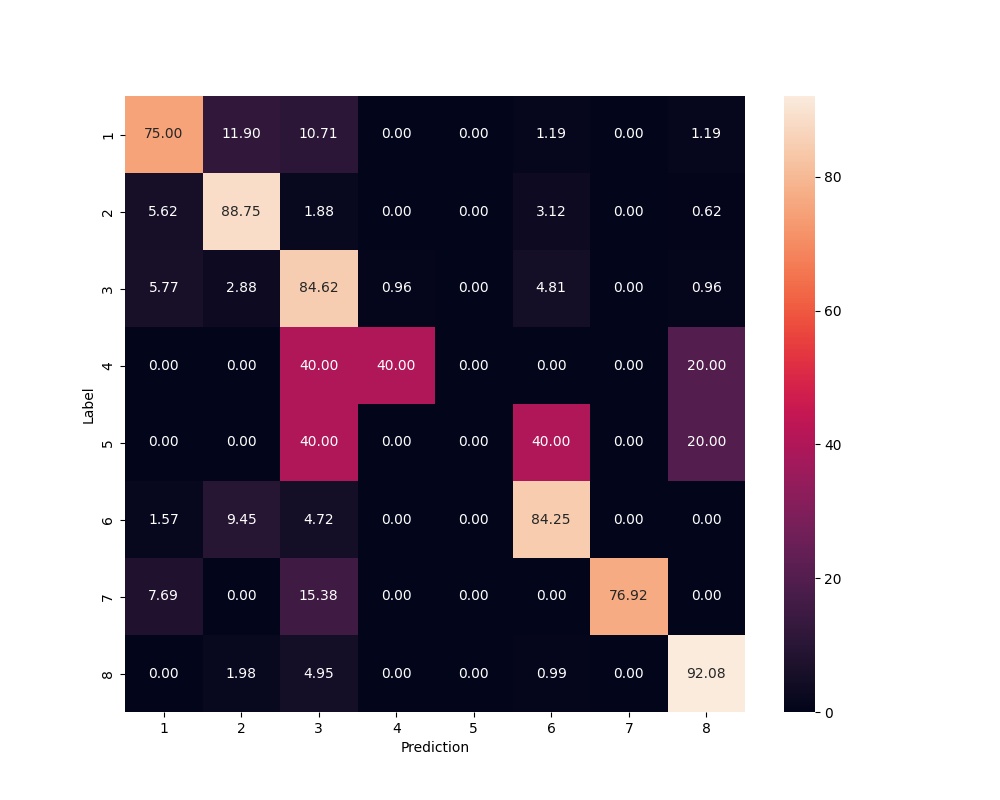 1 75.00 11.90 10.71 0.00 0.00 1.19 0.00 1.19
2 5.62 88.75 1.88 0.00 0.00 3.12 0.00 0.62
3 5.77 2.88 84.62 0.96 0.00 4.81 0.00 0.96
4 0.00 0.00 40.00 40.00 0.00 0.00 0.00 20.00
5 0.00 0.00 40.00 0.00 0.00 40.00 0.00 20.00
6 1.57 9.45 4.72 0.00 0.00 84.25 0.00 0.00
7 7.69 0.00 15.38 0.00 0.00 0.00 76.92 0.00
8 0.00 1.98 4.95 0.00 0.00 0.99 0.00 92.08
1 2 3 4 5 6 7 8
Prediction
Label
80
60
40
20
0